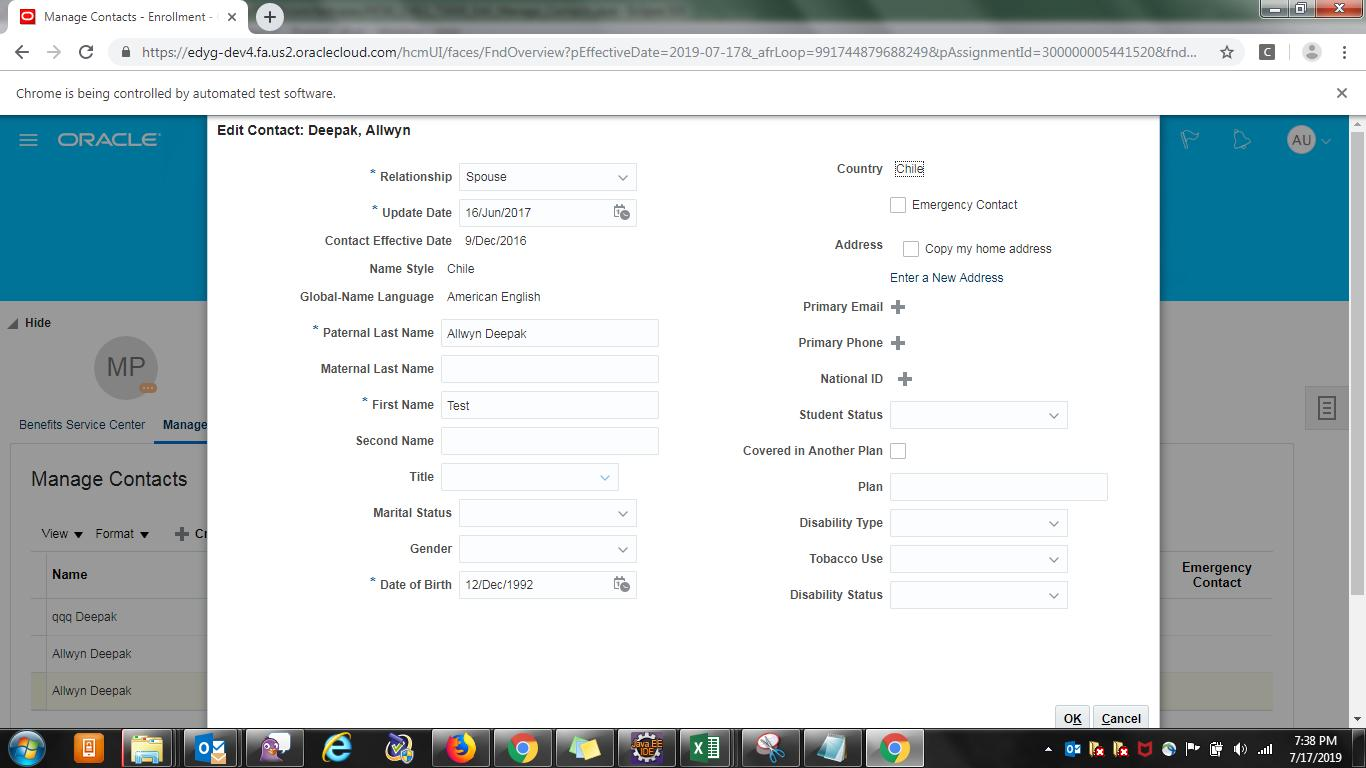 Manage Contacts - Enrollment -
https://edyg-dev4.fa.us2.oraclecloud.com/hcmUI/faces/FndOverview?pEffectiveDate=2019-07-17&_afrLoop=991744879688249&pAssignmentId=300000005441520&fnd...
C
Chrome is being controlled by automated test software.
ORACLE
AU
Edit Contact: Deepak, Allwyn
* Relationship Spouse
* Update Date 16/Jun/2017
Contact Effective Date 9/Dec/2016
Name Style Chile
Global-Name Language American English
* Paternal Last Name Allwyn Deepak
Maternal Last Name
* First Name Test
Second Name
Title
Marital Status
Gender
* Date of Birth 12/Dec/1992
Country Chile
Emergency Contact
Address Copy my home address
Enter a New Address
Primary Email
Primary Phone
National ID
Student Status
Covered in Another Plan
Plan
Disability Type
Tobacco Use
Disability Status
OK Cancel
Hide
MP
Benefits Service Center Manage
Manage Contacts
View Format Cr
Name
Emergency
Contact
qqq Deepak
Allwyn Deepak
Allwyn Deepak
Java EE
IDE
7:38 PM
7/17/2019